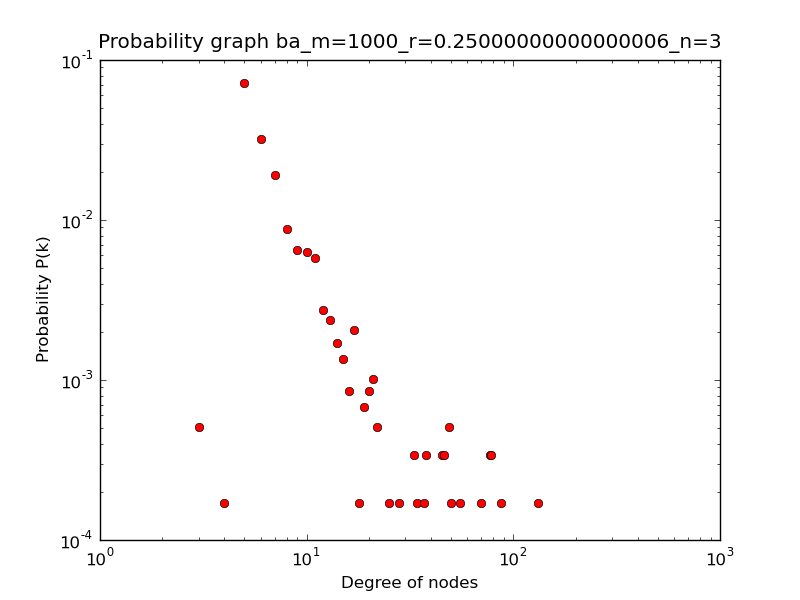 Probability graph ba_m=1000_r=0.25000000000000006_n=3
10^-1
10^-2
10^-3
10^-4
Probability P(k)
10^0 10^1 10^2 10^3
Degree of nodes